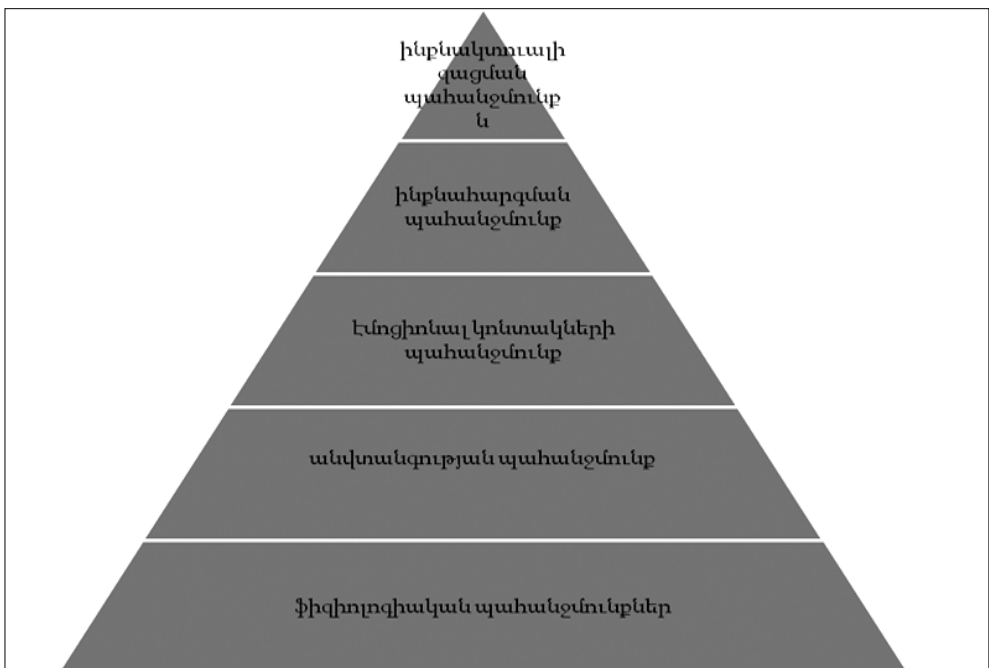 ինքնակտուալի
զացման
պահանջմունք
ն
ինքնահարգման
պահանջմունք
Էմոցիոնալ կոնտակների
պահանջմունք
անվտանգության պահանջմունք
ֆիզիոլոգիական պահանջմունքներ